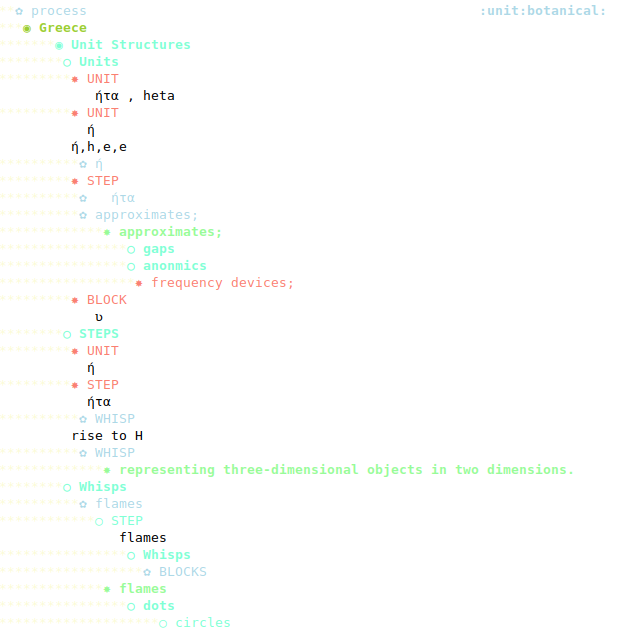 ✿ process :unit:botanical:
◉ Greece
◉ Unit Structures
○ Units
✸ UNIT
ήτα , heta
✸ UNIT
ή
ή,h,e,e
✿ ή
✸ STEP
✿ ήτα
✿ approximates;
✸ approximates;
○ gaps
○ anonmics
✸ frequency devices;
✸ BLOCK
υ
○ STEPS
✸ UNIT
ή
✸ STEP
ήτα
✿ WHISP
rise to H
✿ WHISP
✸ representing three-dimensional objects in two dimensions.
○ Whisps
✿ flames
○ STEP
flames
○ Whisps
✿ BLOCKS
✸ flames
○ dots
○ circles